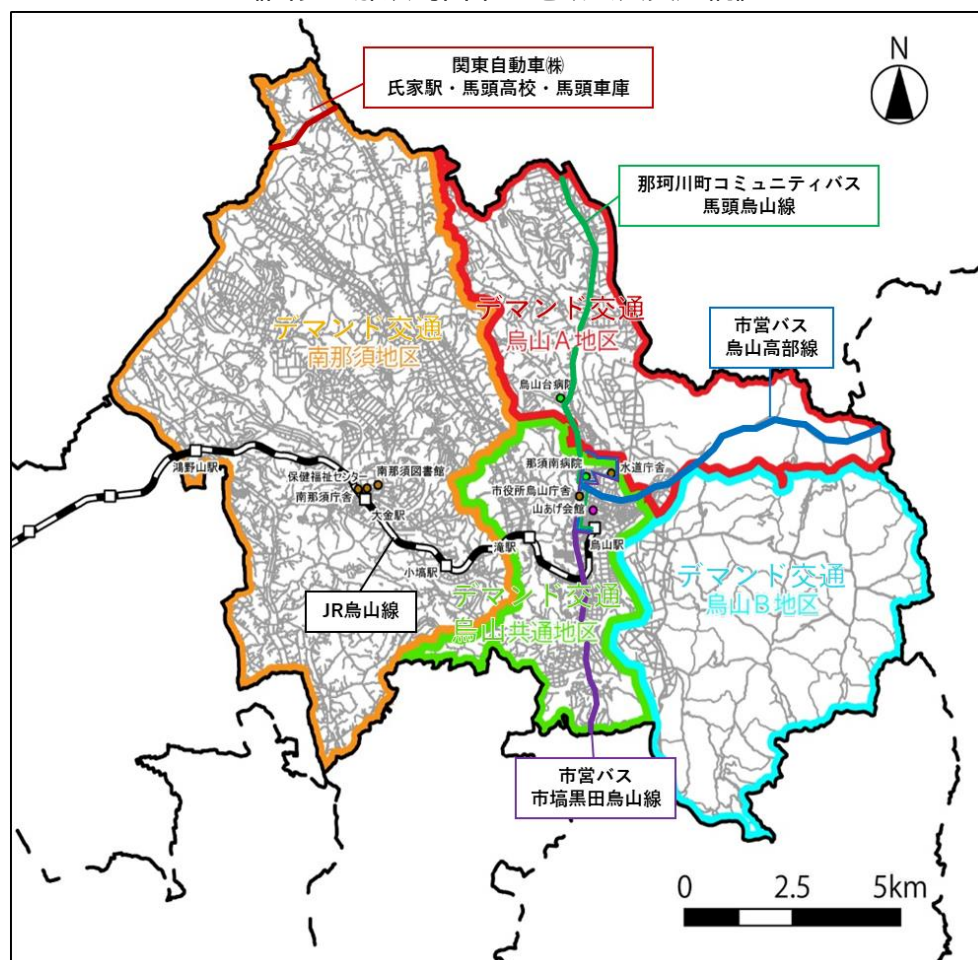 関東自動車㈱
氏家駅・馬頭高校・馬頭車庫
N
那珂川町コミュニティバス
馬頭烏山線
デマンド交通
南那須地区
デマンド交通
烏山A地区
市営バス
烏山高部線
烏山台病院
鴻野山駅
保健福祉センター
南那須図書館
南那須庁舎
大金駅
那須南病院
水道庁舎
市役所烏山庁舎
山あげ会館
滝駅
烏山駅
小塙駅
JR烏山線
デマンド交通
烏山共通地区
デマンド交通
烏山B地区
市営バス
市塙黒田烏山線
0 2.5 5km